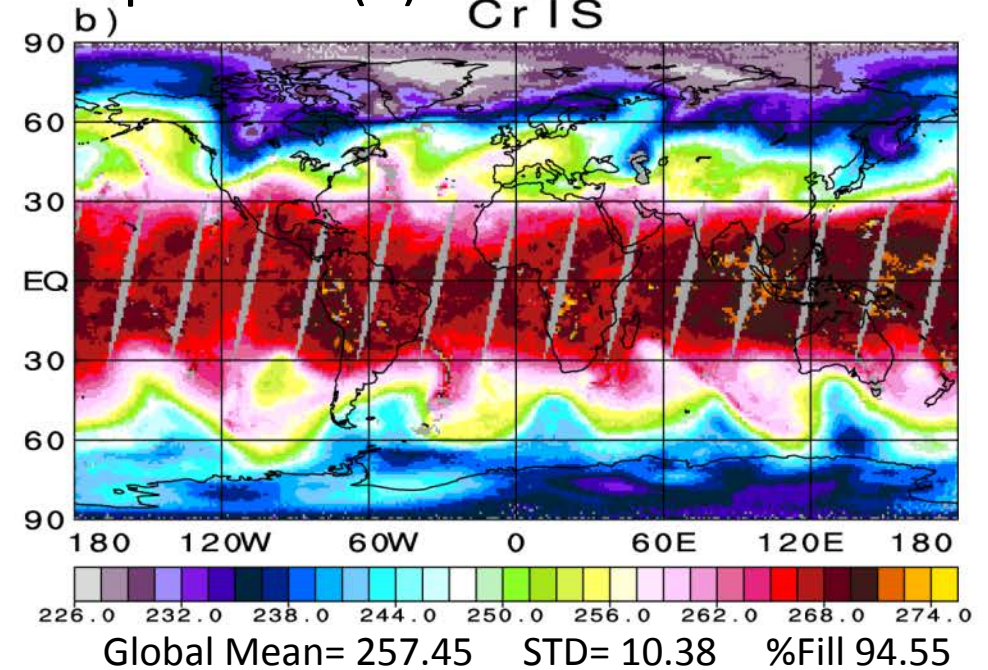 b)
(
)
CrIS
90
60
30
EQ
30
60
90
180 120W 60W 0 60E 120E 180
226.0 232.0 238.0 244.0 250.0 256.0 262.0 268.0 274.0
Global Mean= 257.45 STD= 10.38 %Fill 94.55